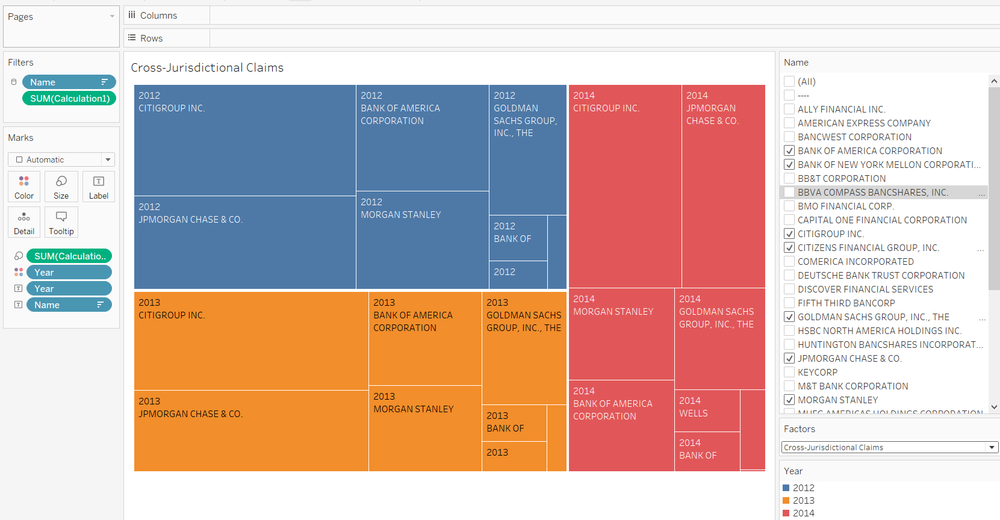 Pages
Columns
Rows
Filters
Name
SUM(Calculation1)
Marks
Automatic
Color
Size
Label
Detail
Tooltip
SUM(Calculatio..
Year
Year
Name
Cross-Jurisdictional Claims
2012
CITIGROUP INC.
2012
BANK OF AMERICA
CORPORATION
2012
GOLDMAN
SACHS GROUP,
INC., THE
2012
JPMORGAN CHASE & CO.
2012
MORGAN STANLEY
2012
BANK OF
2012
2013
CITIGROUP INC.
2013
BANK OF AMERICA
CORPORATION
2013
GOLDMAN SACHS
GROUP, INC., THE
2013
JPMORGAN CHASE & CO.
2013
MORGAN STANLEY
2013
BANK OF
2013
2014
CITIGROUP INC.
2014
JPMORGAN
CHASE & CO.
2014
MORGAN STANLEY
2014
GOLDMAN SACHS
GROUP, INC., THE
2014
BANK OF AMERICA
CORPORATION
2014
WELLS
2014
BANK OF
Name
(All)
----
ALLY FINANCIAL INC.
AMERICAN EXPRESS COMPANY
BANCWEST CORPORATION
BANK OF AMERICA CORPORATION
BANK OF NEW YORK MELLON CORPORATI...
BB&T CORPORATION
BBVA COMPASS BANCSHARES, INC. ...
BMO FINANCIAL CORP.
CAPITAL ONE FINANCIAL CORPORATION
CITIGROUP INC.
CITIZENS FINANCIAL GROUP, INC. ...
COMERICA INCORPORATED
DEUTSCHE BANK TRUST CORPORATION
DISCOVER FINANCIAL SERVICES
FIFTH THIRD BANCORP
GOLDMAN SACHS GROUP, INC., THE ...
HSBC NORTH AMERICA HOLDINGS INC.
HUNTINGTON BANCSHARES INCORPORAT...
JPMORGAN CHASE & CO.
KEYCORP
M&T BANK CORPORATION
MORGAN STANLEY
MUFG AMERICAS HOLDINGS CORPORATION
Factors
Cross-Jurisdictional Claims
Year
2012
2013
2014